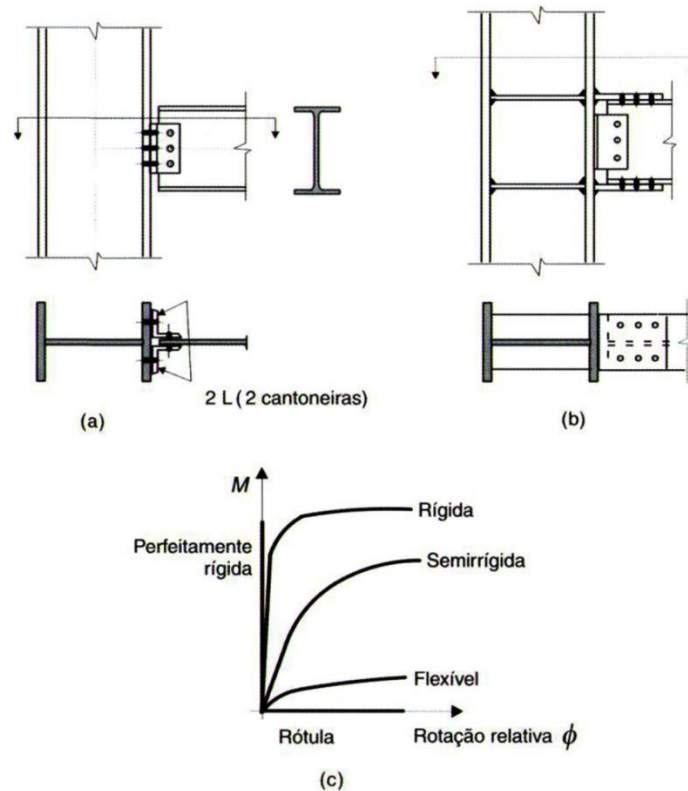 2 L ( 2 cantoneiras)
(a)
(b)
M
Perfeitamente
rígida
Rígida
Semirrígida
Flexível
Rótula
Rotação relativa ϕ
(c)